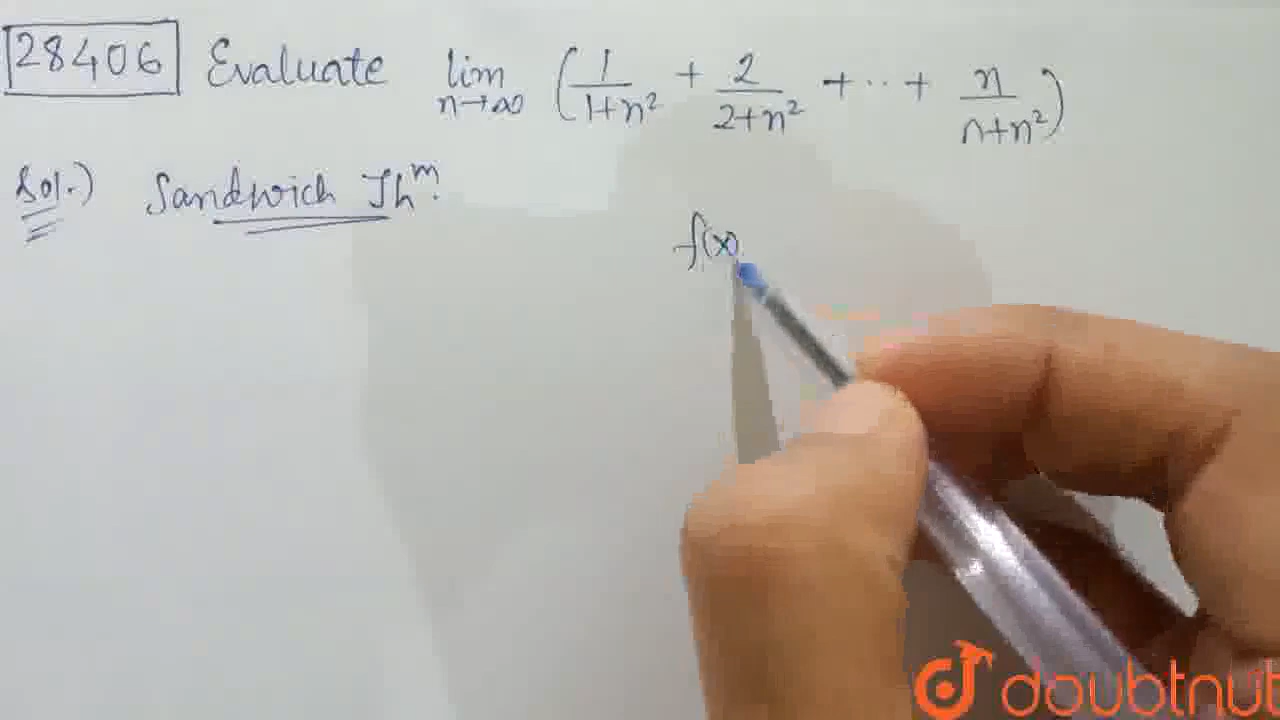 28406 Evaluate lim n→∞ (1/1+n² + 2/2+n² + ·· + n/n+n²)
Sol.) Sandwich Thᵐ.
f(x)
doubtnut